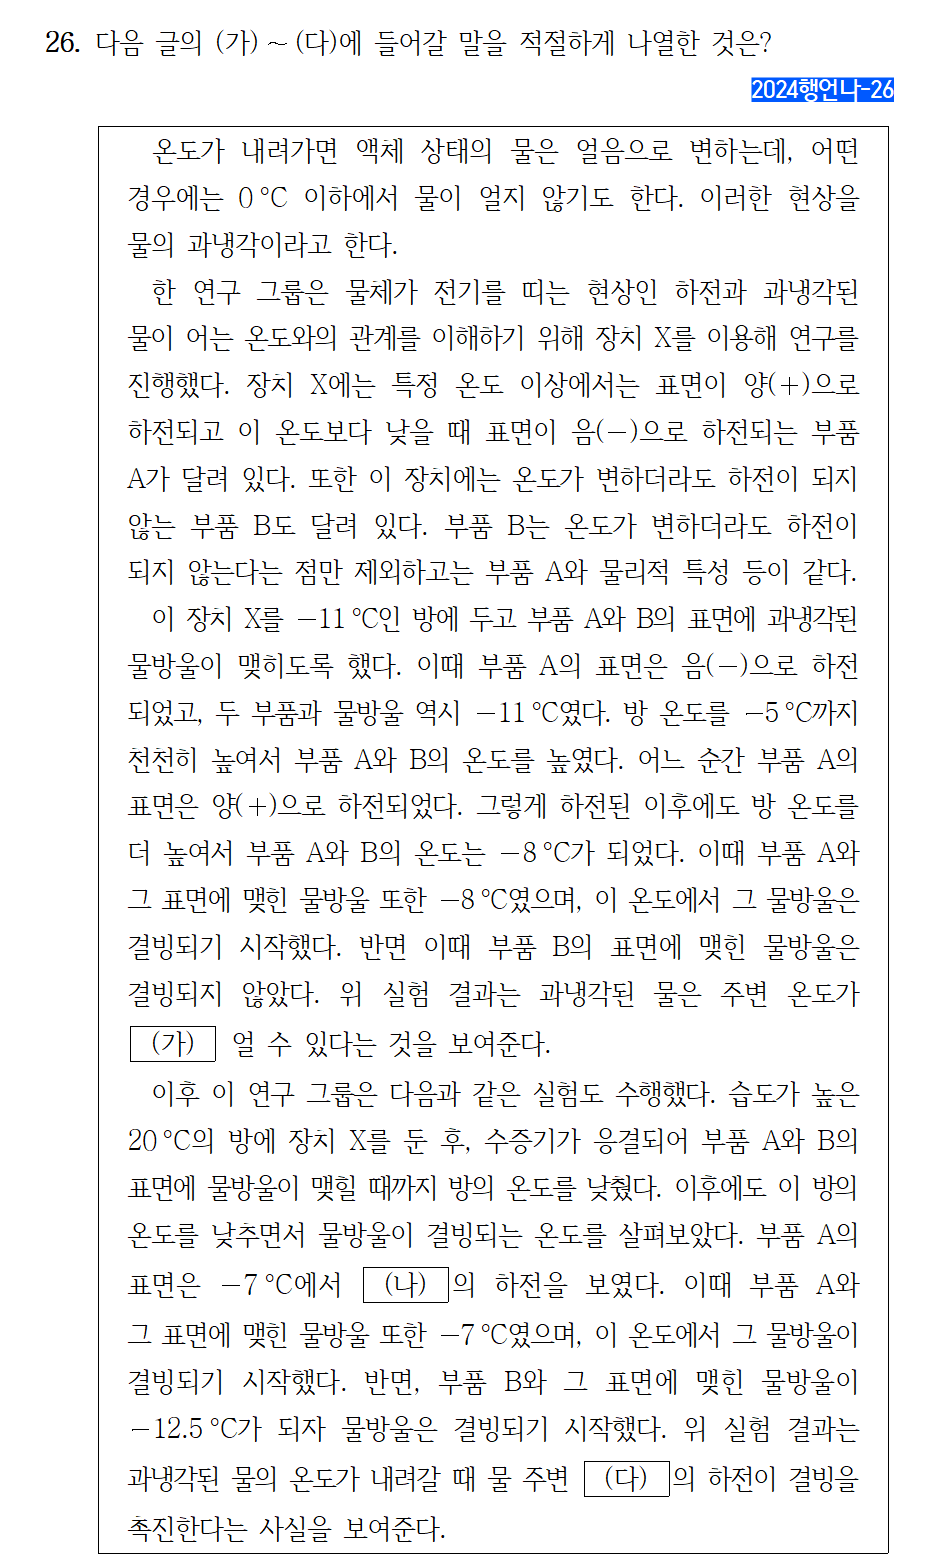 26. 다음 글의 (가) ~ (다)에 들어갈 말을 적절하게 나열한 것은?
2024행언나-26
온도가 내려가면 액체 상태의 물은 얼음으로 변하는데, 어떤
경우에는 0 ℃ 이하에서 물이 얼지 않기도 한다. 이러한 현상을
물의 과냉각이라고 한다.
한 연구 그룹은 물체가 전기를 띠는 현상인 하전과 과냉각된
물이 어는 온도와의 관계를 이해하기 위해 장치 X를 이용해 연구를
진행했다. 장치 X에는 특정 온도 이상에서는 표면이 양(+)으로
하전되고 이 온도보다 낮을 때 표면이 음(-)으로 하전되는 부품
A가 달려 있다. 또한 이 장치에는 온도가 변하더라도 하전이 되지
않는 부품 B도 달려 있다. 부품 B는 온도가 변하더라도 하전이
되지 않는다는 점만 제외하고는 부품 A와 물리적 특성 등이 같다.
이 장치 X를 -11 ℃인 방에 두고 부품 A와 B의 표면에 과냉각된
물방울이 맺히도록 했다. 이때 부품 A의 표면은 음(-)으로 하전
되었고, 두 부품과 물방울 역시 -11 ℃였다. 방 온도를 -5 ℃까지
천천히 높여서 부품 A와 B의 온도를 높였다. 어느 순간 부품 A의
표면은 양(+)으로 하전되었다. 그렇게 하전된 이후에도 방 온도를
더 높여서 부품 A와 B의 온도는 -8 ℃가 되었다. 이때 부품 A와
그 표면에 맺힌 물방울 또한 -8 ℃였으며, 이 온도에서 그 물방울은
결빙되기 시작했다. 반면 이때 부품 B의 표면에 맺힌 물방울은
결빙되지 않았다. 위 실험 결과는 과냉각된 물은 주변 온도가
(가) 얼 수 있다는 것을 보여준다.
이후 이 연구 그룹은 다음과 같은 실험도 수행했다. 습도가 높은
20 ℃의 방에 장치 X를 둔 후, 수증기가 응결되어 부품 A와 B의
표면에 물방울이 맺힐 때까지 방의 온도를 낮췄다. 이후에도 이 방의
온도를 낮추면서 물방울이 결빙되는 온도를 살펴보았다. 부품 A의
표면은 -7 ℃에서 (나) 의 하전을 보였다. 이때 부품 A와
그 표면에 맺힌 물방울 또한 -7 ℃였으며, 이 온도에서 그 물방울이
결빙되기 시작했다. 반면, 부품 B와 그 표면에 맺힌 물방울이
-12.5 ℃가 되자 물방울은 결빙되기 시작했다. 위 실험 결과는
과냉각된 물의 온도가 내려갈 때 물 주변 (다) 의 하전이 결빙을
촉진한다는 사실을 보여준다.